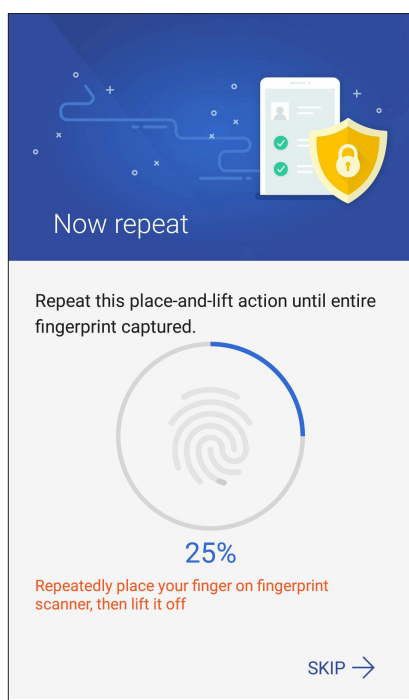 Now repeat
Repeat this place-and-lift action until entire
fingerprint captured.
25%
Repeatedly place your finger on fingerprint
scanner, then lift it off
SKIP